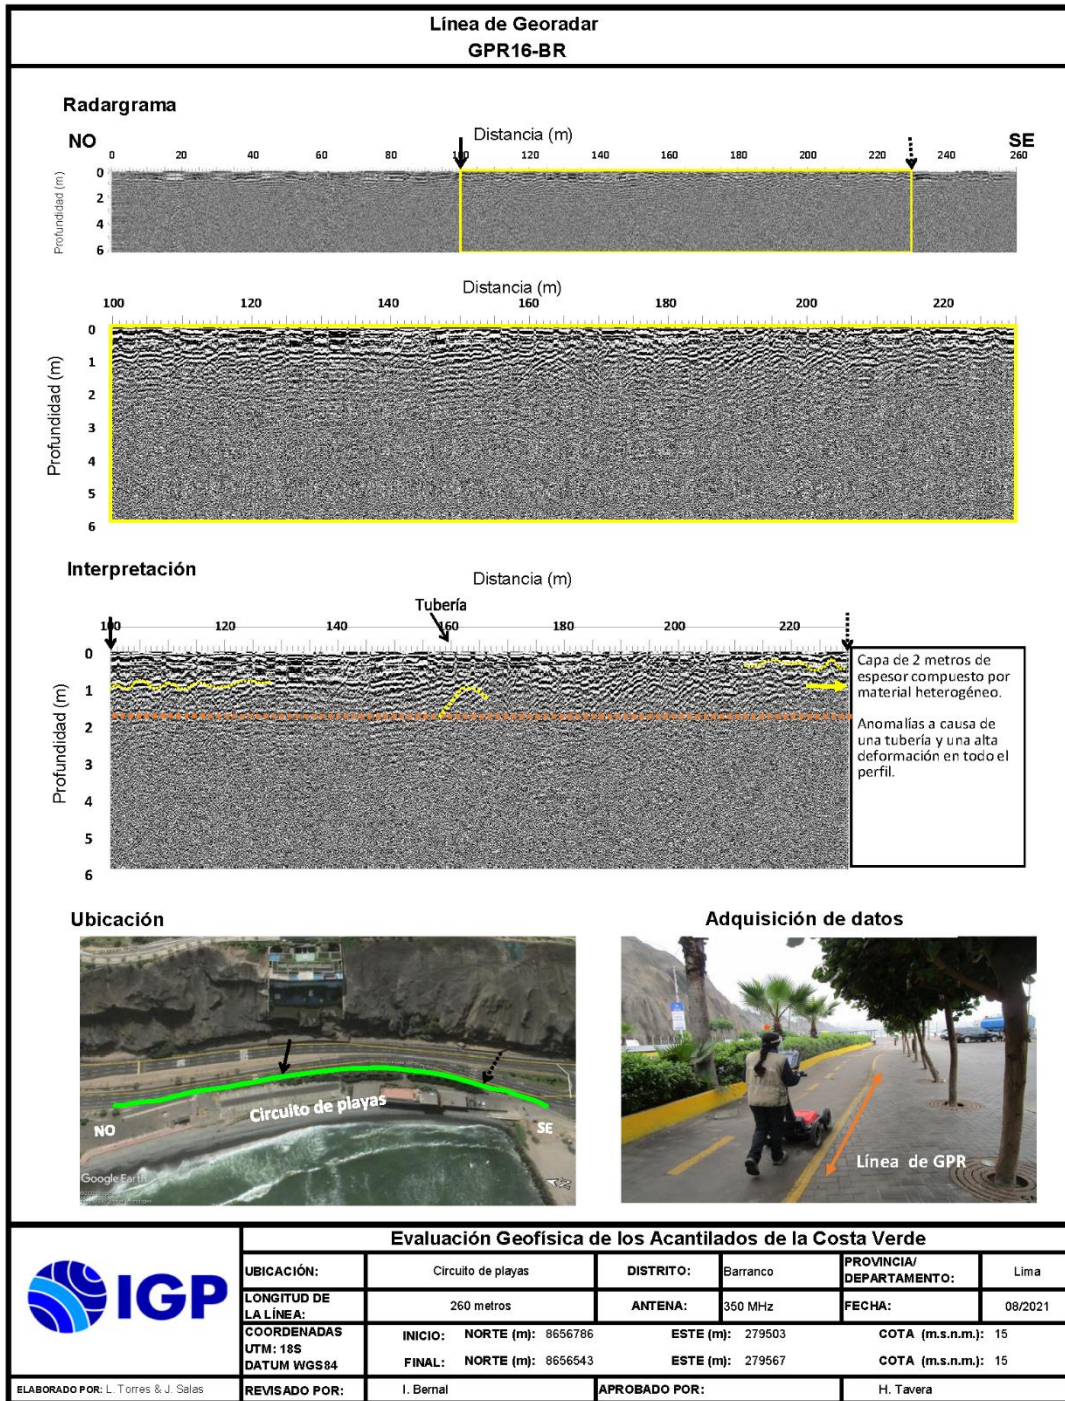 Línea de Georadar
GPR16-BR
Radargrama
NO
Distancia (m)
SE
0 20 40 60 80 100 120 140 160 180 200 220 240 260
Profundidad (m)
0
2
4
6
Distancia (m)
100 120 140 160 180 200 220
Profundidad (m)
0
1
2
3
4
5
6
Interpretación
Distancia (m)
Tubería
100 120 140 160 180 200 220
Profundidad (m)
0
1
2
3
4
5
6
Capa de 2 metros de
espesor compuesto por
material heterogéneo.
Anomalías a causa de
una tubería y una alta
deformación en todo el
perfil.
Ubicación
Circuito de playas
NO
SE
Google Earth
Adquisición de datos
Línea de GPR
IGP
Evaluación Geofísica de los Acantilados de la Costa Verde
UBICACIÓN: Circuito de playas DISTRITO: Barranco PROVINCIA/
DEPARTAMENTO: Lima
LONGITUD DE
LA LÍNEA: 260 metros ANTENA: 350 MHz FECHA: 08/2021
COORDENADAS
UTM: 18S
DATUM WGS84
INICIO: NORTE (m): 8656786 ESTE (m): 279503 COTA (m.s.n.m.): 15
FINAL: NORTE (m): 8656543 ESTE (m): 279567 COTA (m.s.n.m.): 15
ELABORADO POR: L. Torres & J. Salas REVISADO POR: I. Bernal APROBADO POR: H. Tavera